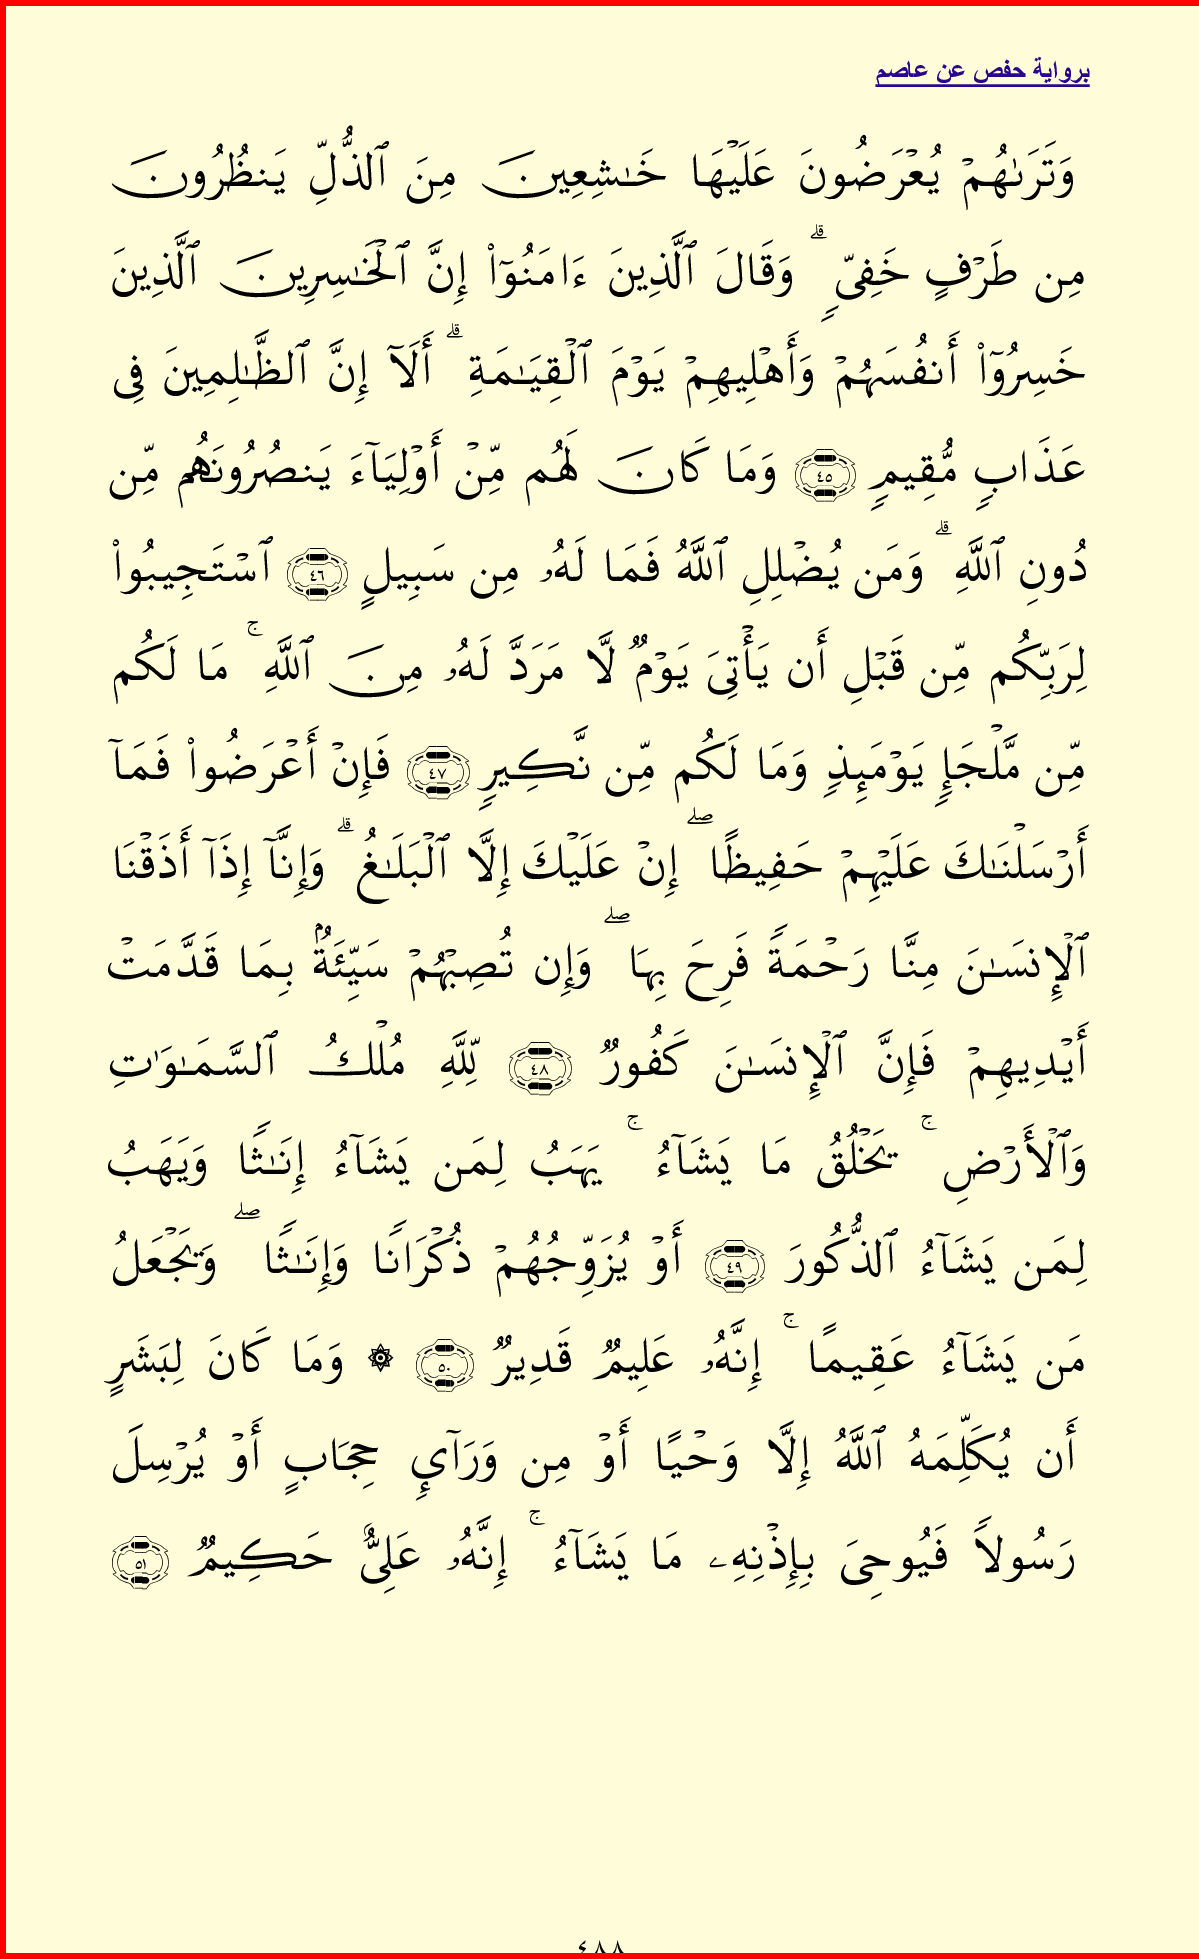 برواية حفص عن عاصم
وَتَرَىٰهُمْ يُعْرَضُونَ عَلَيْهَا خَـٰشِعِينَ مِنَ ٱلذُّلِّ يَنظُرُونَ
مِن طَرْفٍ خَفِىٍّ ۗ وَقَالَ ٱلَّذِينَ ءَامَنُوٓا۟ إِنَّ ٱلْخَـٰسِرِينَ ٱلَّذِينَ
خَسِرُوٓا۟ أَنفُسَهُمْ وَأَهْلِيهِمْ يَوْمَ ٱلْقِيَـٰمَةِ ۗ أَلَآ إِنَّ ٱلظَّـٰلِمِينَ فِى
عَذَابٍ مُّقِيمٍ ٤٥ وَمَا كَانَ لَهُم مِّنْ أَوْلِيَآءَ يَنصُرُونَهُم مِّن
دُونِ ٱللَّهِ ۗ وَمَن يُضْلِلِ ٱللَّهُ فَمَا لَهُۥ مِن سَبِيلٍ ٤٦ ٱسْتَجِيبُوا۟
لِرَبِّكُم مِّن قَبْلِ أَن يَأْتِىَ يَوْمٌ لَّا مَرَدَّ لَهُۥ مِنَ ٱللَّهِ ۚ مَا لَكُم
مِّن مَّلْجَإٍ يَوْمَئِذٍ وَمَا لَكُم مِّن نَّكِيرٍ ٤٧ فَإِنْ أَعْرَضُوا۟ فَمَآ
أَرْسَلْنَـٰكَ عَلَيْهِمْ حَفِيظًا ۖ إِنْ عَلَيْكَ إِلَّا ٱلْبَلَـٰغُ ۗ وَإِنَّآ إِذَآ أَذَقْنَا
ٱلْإِنسَـٰنَ مِنَّا رَحْمَةً فَرِحَ بِهَا ۖ وَإِن تُصِبْهُمْ سَيِّئَةٌۢ بِمَا قَدَّمَتْ
أَيْدِيهِمْ فَإِنَّ ٱلْإِنسَـٰنَ كَفُورٌ ٤٨ لِّلَّهِ مُلْكُ ٱلسَّمَـٰوَٰتِ
وَٱلْأَرْضِ ۚ يَخْلُقُ مَا يَشَآءُ ۚ يَهَبُ لِمَن يَشَآءُ إِنَـٰثًا وَيَهَبُ
لِمَن يَشَآءُ ٱلذُّكُورَ ٤٩ أَوْ يُزَوِّجُهُمْ ذُكْرَانًا وَإِنَـٰثًا ۖ وَيَجْعَلُ
مَن يَشَآءُ عَقِيمًا ۚ إِنَّهُۥ عَلِيمٌ قَدِيرٌ ٥٠ ۞ وَمَا كَانَ لِبَشَرٍ
أَن يُكَلِّمَهُ ٱللَّهُ إِلَّا وَحْيًا أَوْ مِن وَرَآئِ حِجَابٍ أَوْ يُرْسِلَ
رَسُولًا فَيُوحِىَ بِإِذْنِهِۦ مَا يَشَآءُ ۚ إِنَّهُۥ عَلِىٌّ حَكِيمٌ ٥١
٤٨٨